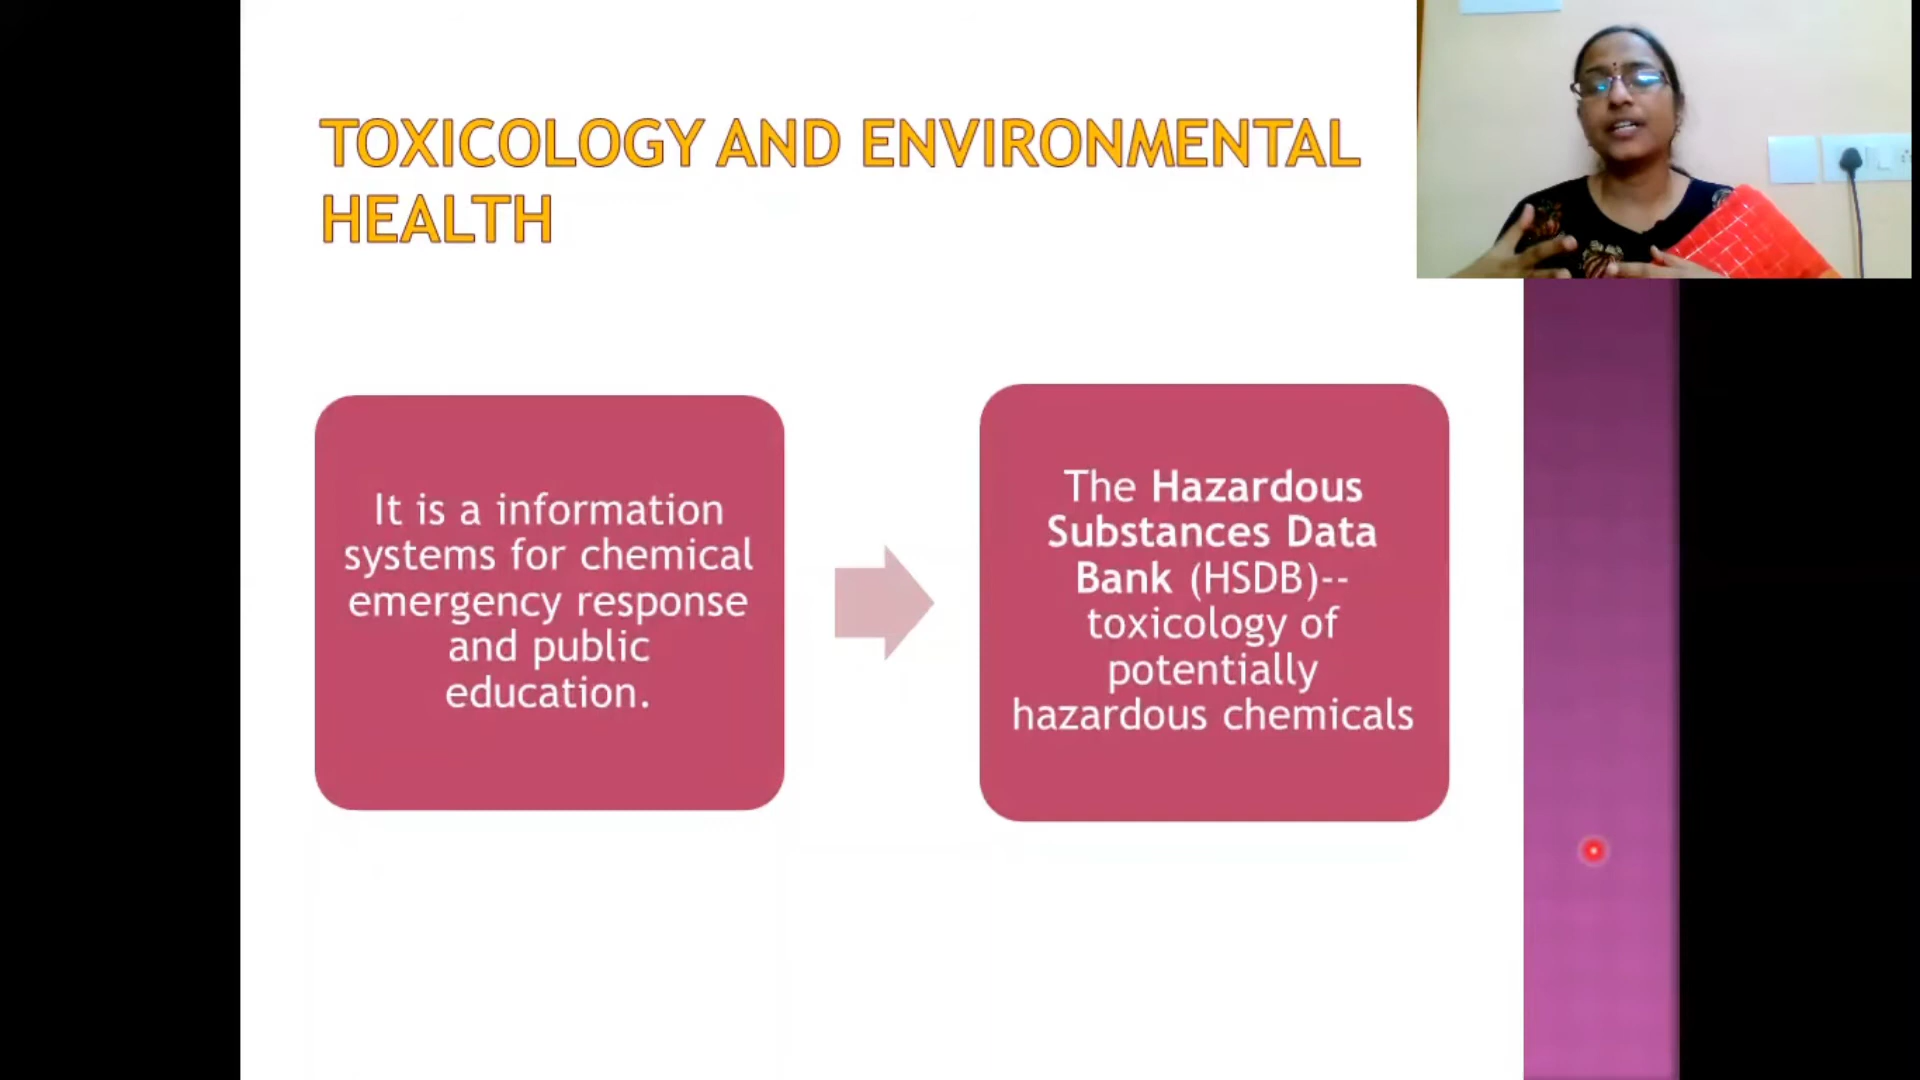 TOXICOLOGY AND ENVIRONMENTAL
HEALTH
It is a information
systems for chemical
emergency response
and public
education.
The Hazardous
Substances Data
Bank (HSDB)--
toxicology of
potentially
hazardous chemicals